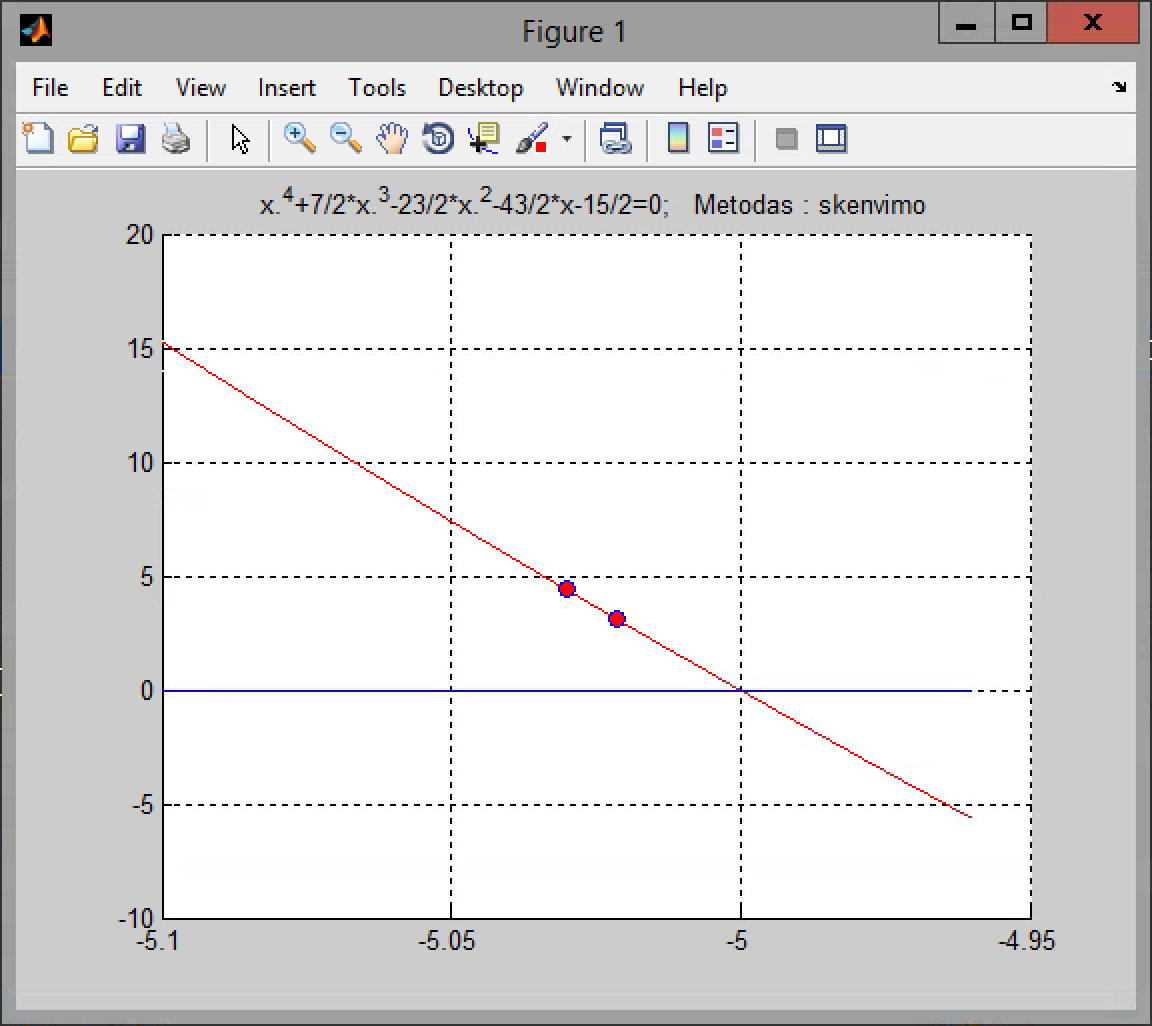 Figure 1
File Edit View Insert Tools Desktop Window Help
x.^4+7/2*x.^3-23/2*x.^2-43/2*x-15/2=0; Metodas : skenvimo
20
15
10
5
0
-5
-10
-5.1 -5.05 -5 -4.95